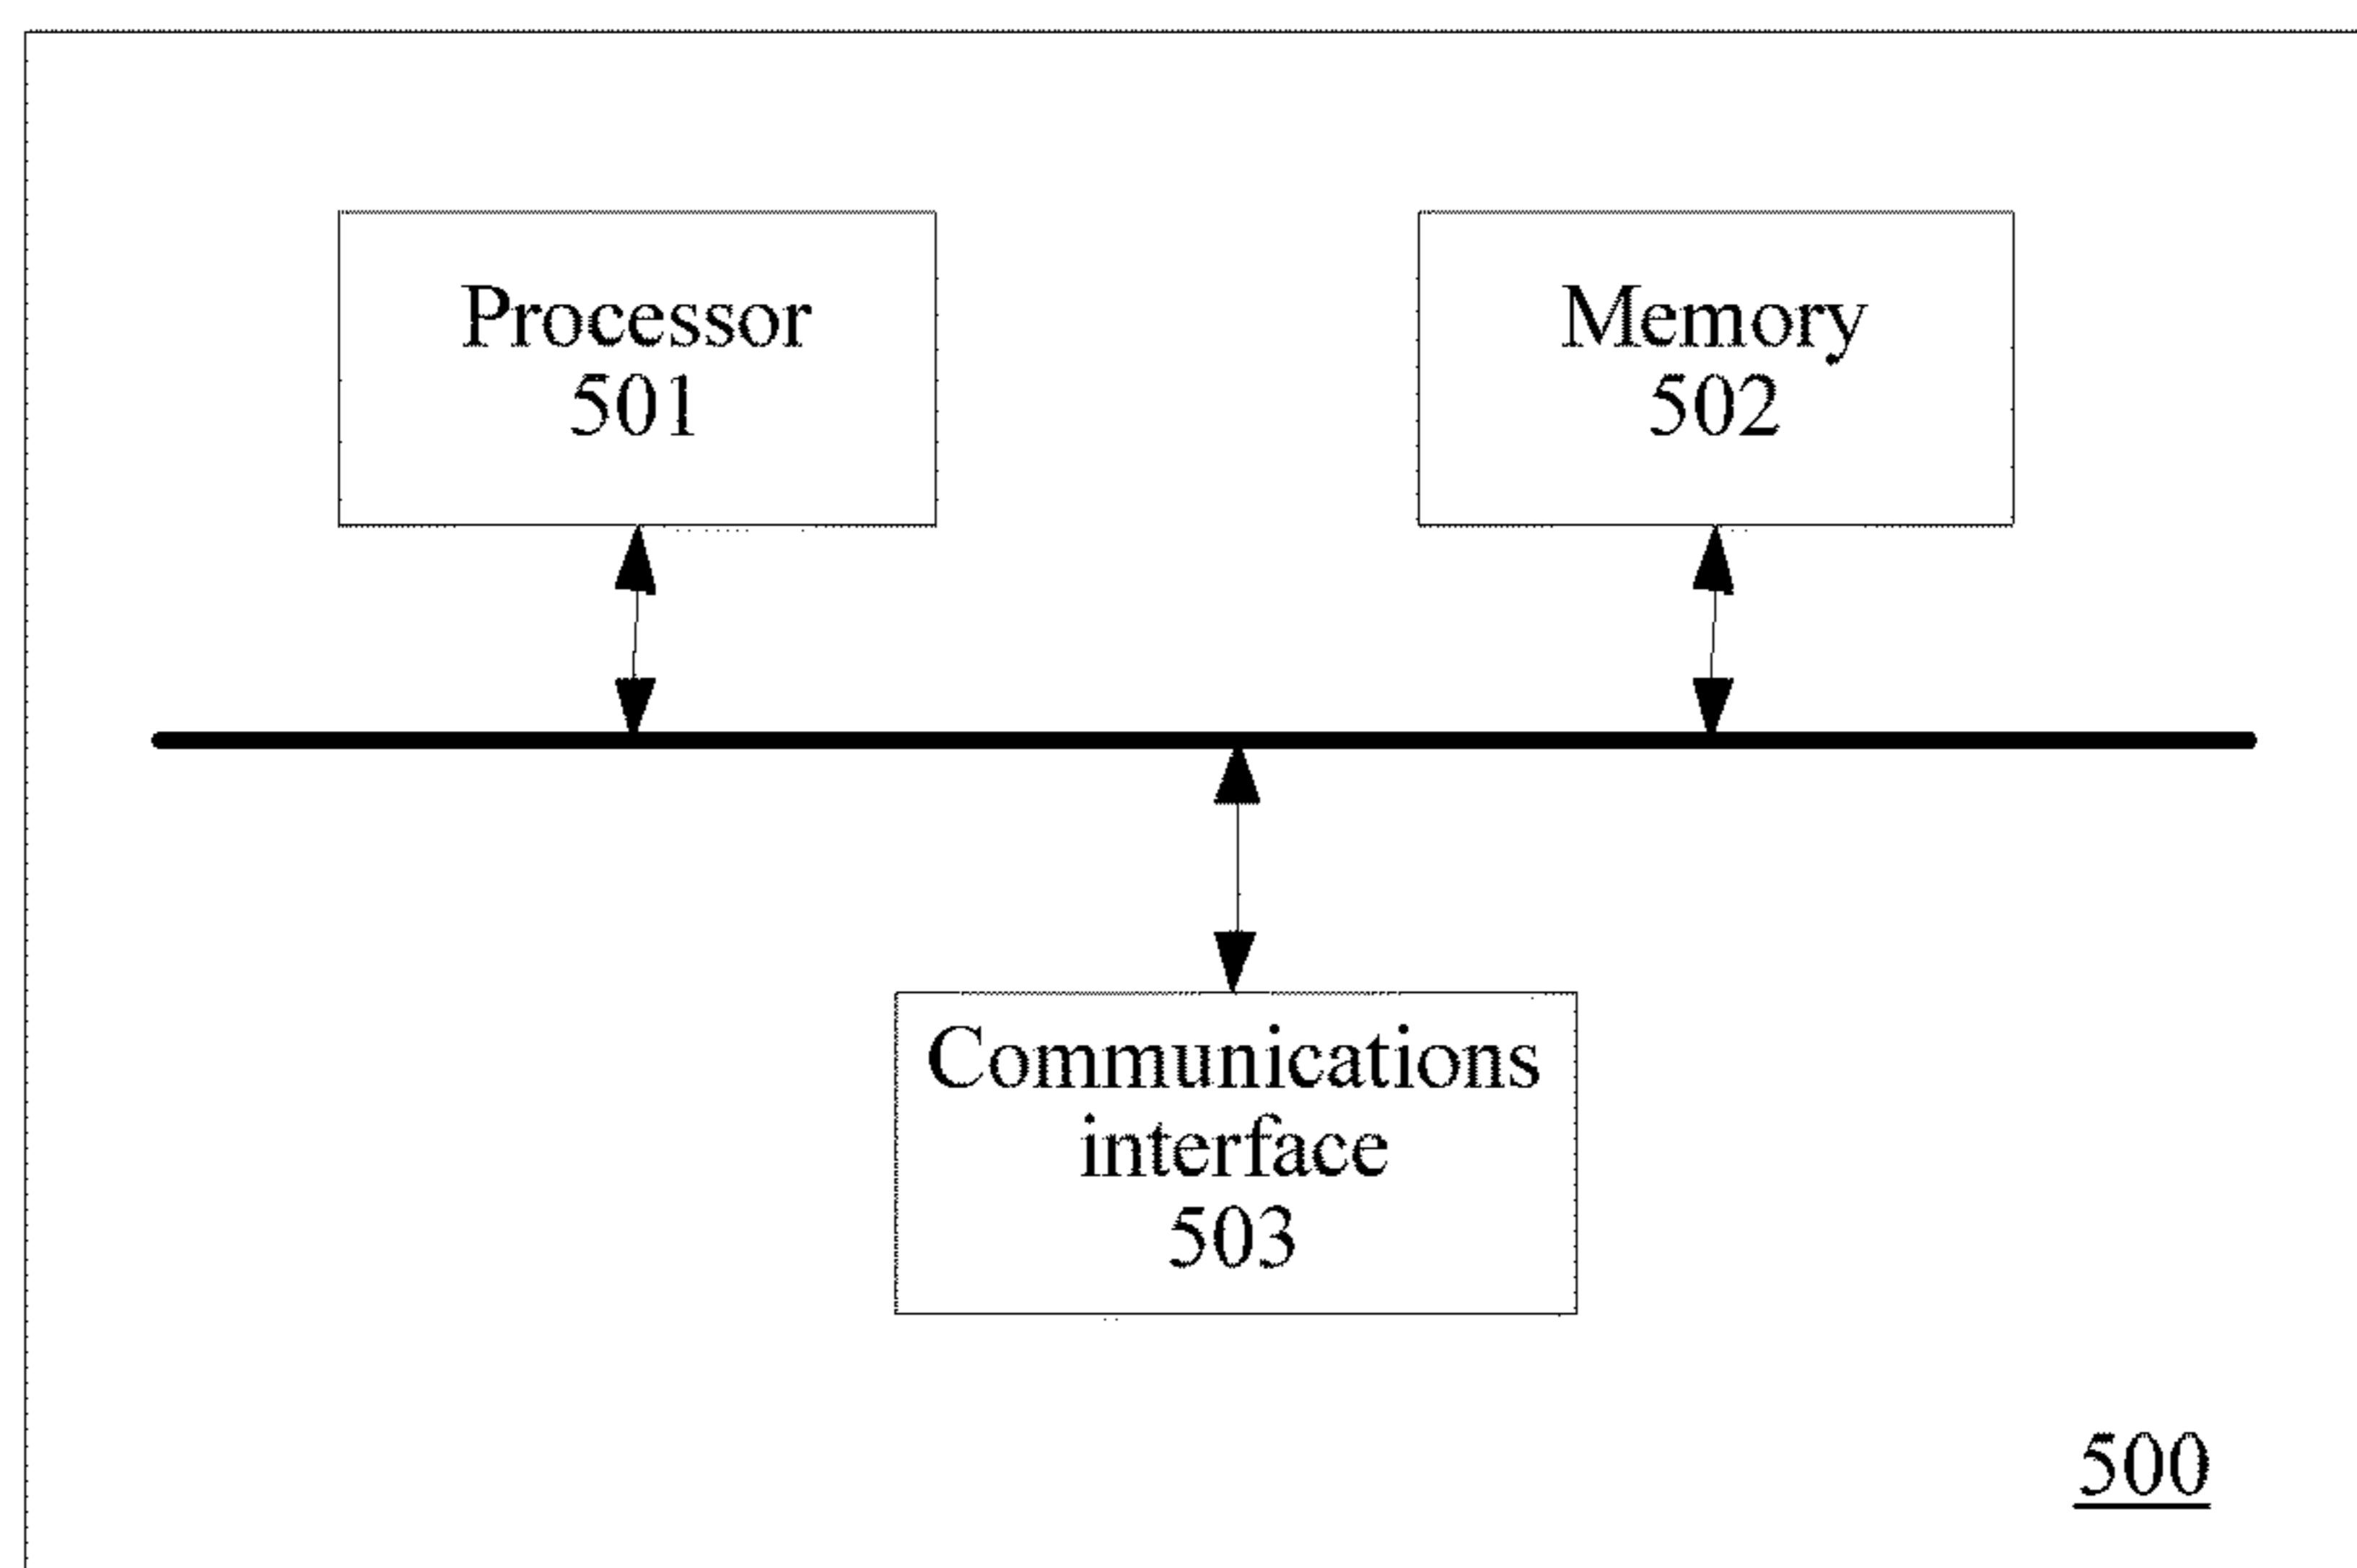 Processor
501
Memory
502
Communications
interface
503
500